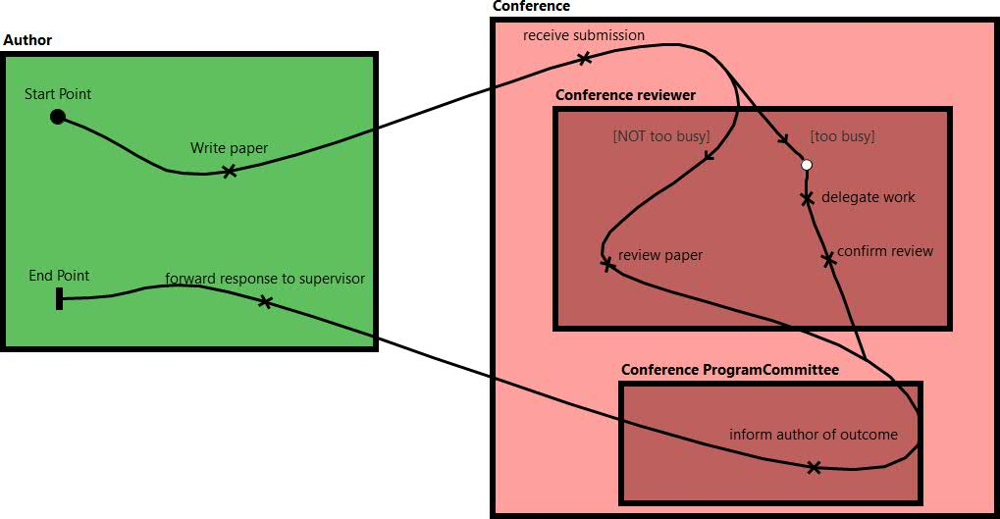 Conference
Author
receive submission
Start Point
Conference reviewer
[NOT too busy]
[too busy]
Write paper
delegate work
confirm review
review paper
End Point
forward response to supervisor
Conference ProgramCommittee
inform author of outcome